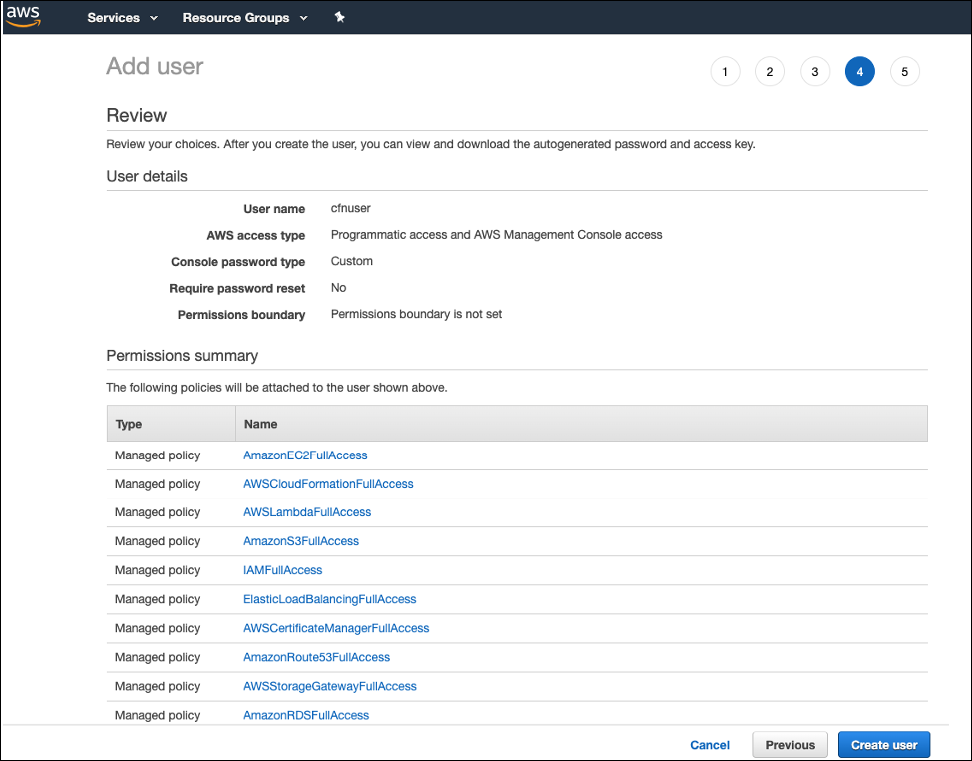 aws Services Resource Groups
Add user 1 2 3 4 5
Review
Review your choices. After you create the user, you can view and download the autogenerated password and access key.
User details
User name cfnuser
AWS access type Programmatic access and AWS Management Console access
Console password type Custom
Require password reset No
Permissions boundary Permissions boundary is not set
Permissions summary
The following policies will be attached to the user shown above.
Type Name
Managed policy AmazonEC2FullAccess
Managed policy AWSCloudFormationFullAccess
Managed policy AWSLambdaFullAccess
Managed policy AmazonS3FullAccess
Managed policy IAMFullAccess
Managed policy ElasticLoadBalancingFullAccess
Managed policy AWSCertificateManagerFullAccess
Managed policy AmazonRoute53FullAccess
Managed policy AWSStorageGatewayFullAccess
Managed policy AmazonRDSFullAccess
Cancel Previous Create user